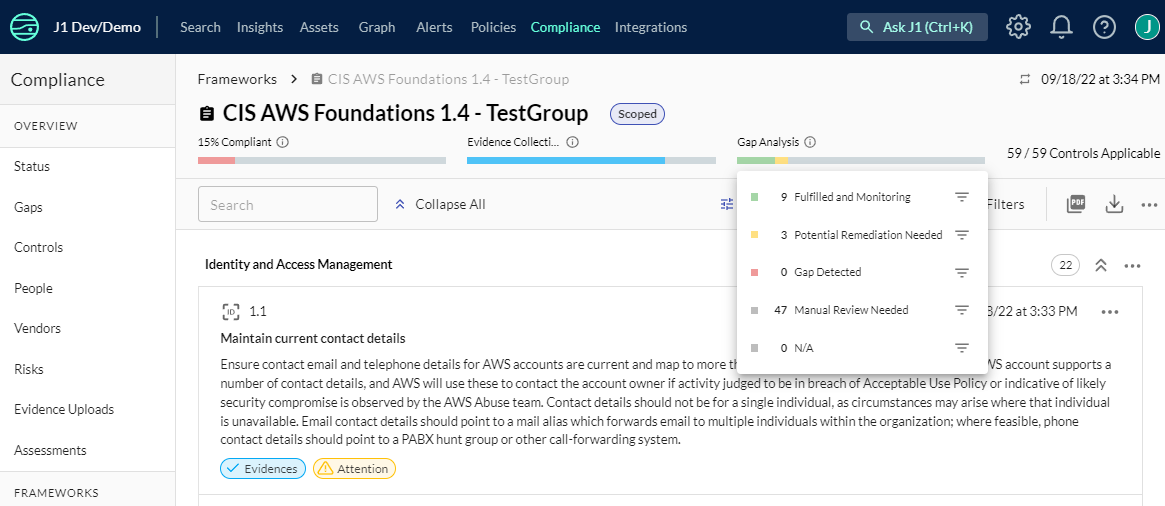 J1 Dev/Demo Search Insights Assets Graph Alerts Policies Compliance Integrations Ask J1 (Ctrl+K) J
Compliance
OVERVIEW
Status
Gaps
Controls
People
Vendors
Risks
Evidence Uploads
Assessments
FRAMEWORKS
Frameworks > CIS AWS Foundations 1.4 - TestGroup
09/18/22 at 3:34 PM
CIS AWS Foundations 1.4 - TestGroup Scoped
15% Compliant
Evidence Collecti...
Gap Analysis
59 / 59 Controls Applicable
Search
Collapse All
Filters
PDF
9 Fulfilled and Monitoring
3 Potential Remediation Needed
0 Gap Detected
47 Manual Review Needed
0 N/A
Identity and Access Management
22
ID 1.1
/22 at 3:33 PM
Maintain current contact details
Ensure contact email and telephone details for AWS accounts are current and map to more AWS account supports a
number of contact details, and AWS will use these to contact the account owner if activity judged to be in breach of Acceptable Use Policy or indicative of likely
security compromise is observed by the AWS Abuse team. Contact details should not be for a single individual, as circumstances may arise where that individual
is unavailable. Email contact details should point to a mail alias which forwards email to multiple individuals within the organization; where feasible, phone
contact details should point to a PABX hunt group or other call-forwarding system.
Evidences
Attention